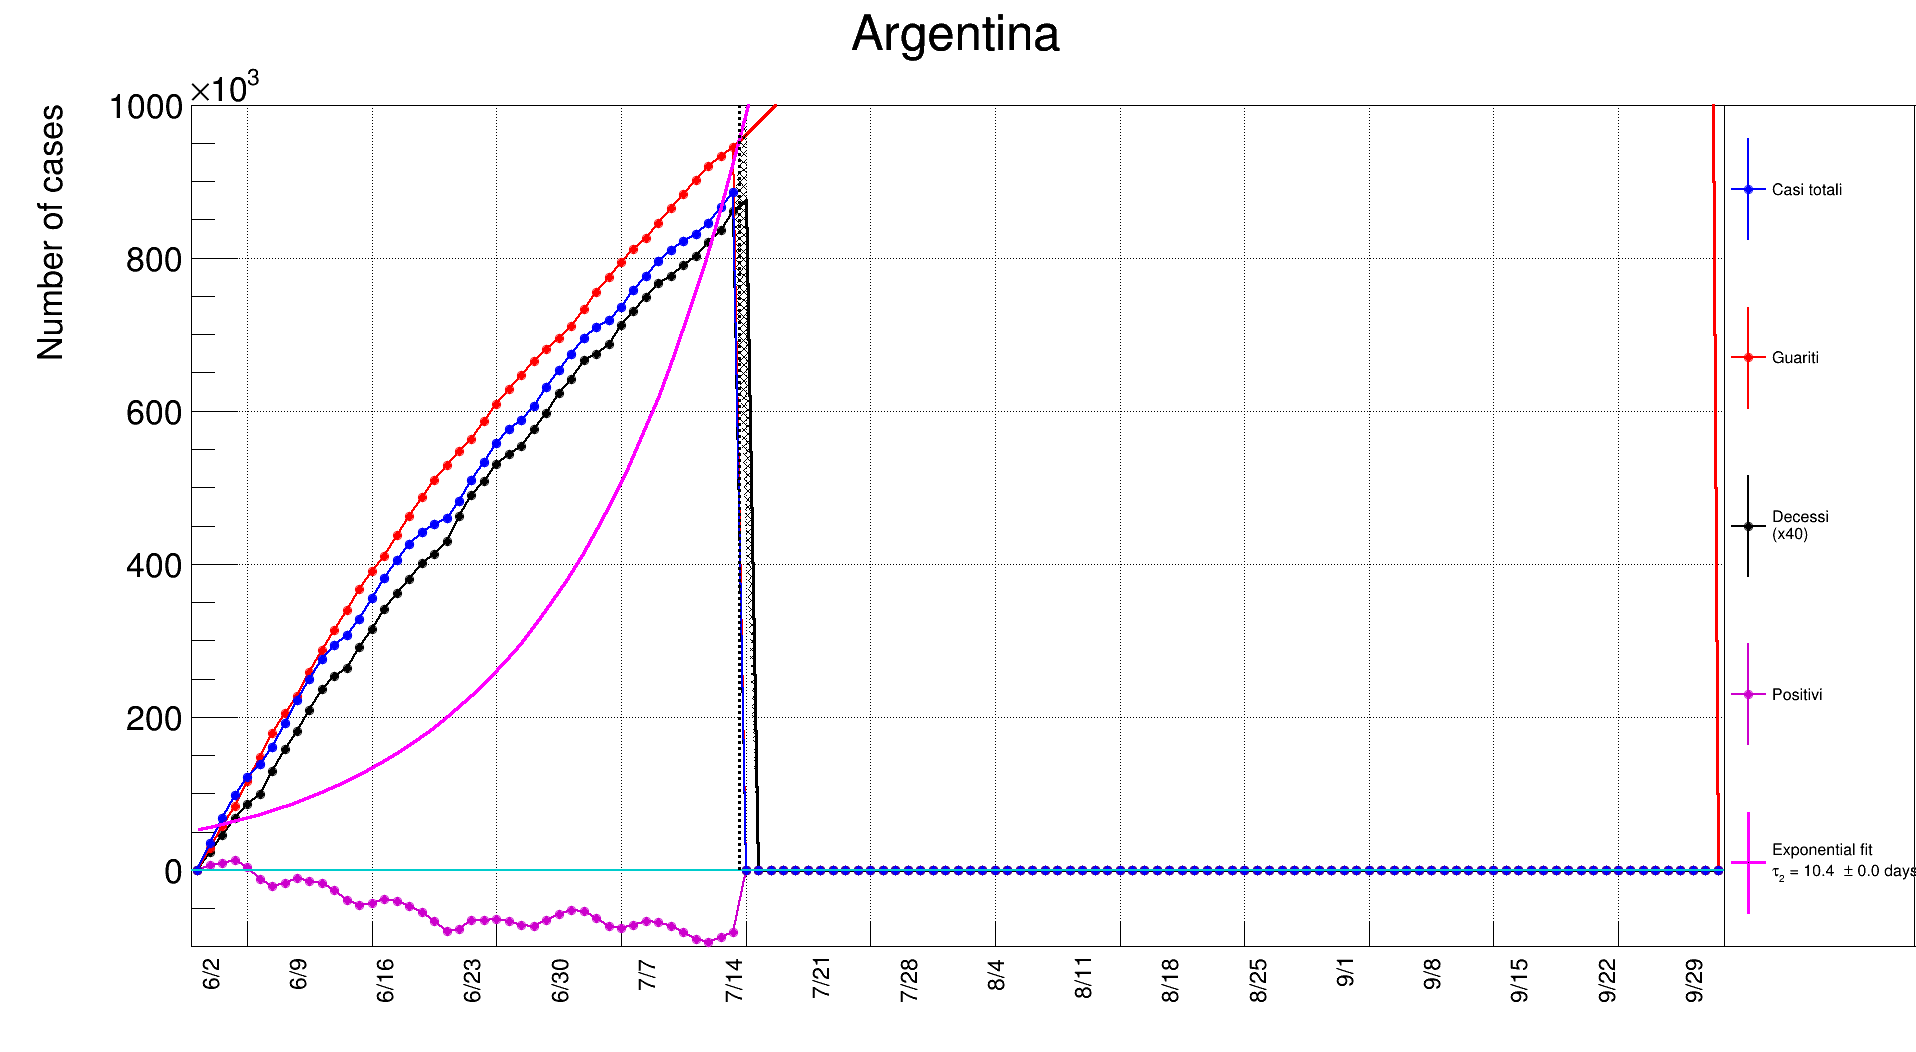 Argentina
×10³
Number of cases
1000
800
600
400
200
0
6/2
6/9
6/16
6/23
6/30
7/7
7/14
7/21
7/28
8/4
8/11
8/18
8/25
9/1
9/8
9/15
9/22
9/29
Casi totali
Guariti
Decessi
(x40)
Positivi
Exponential fit
τ₂ = 10.4 ± 0.0 days